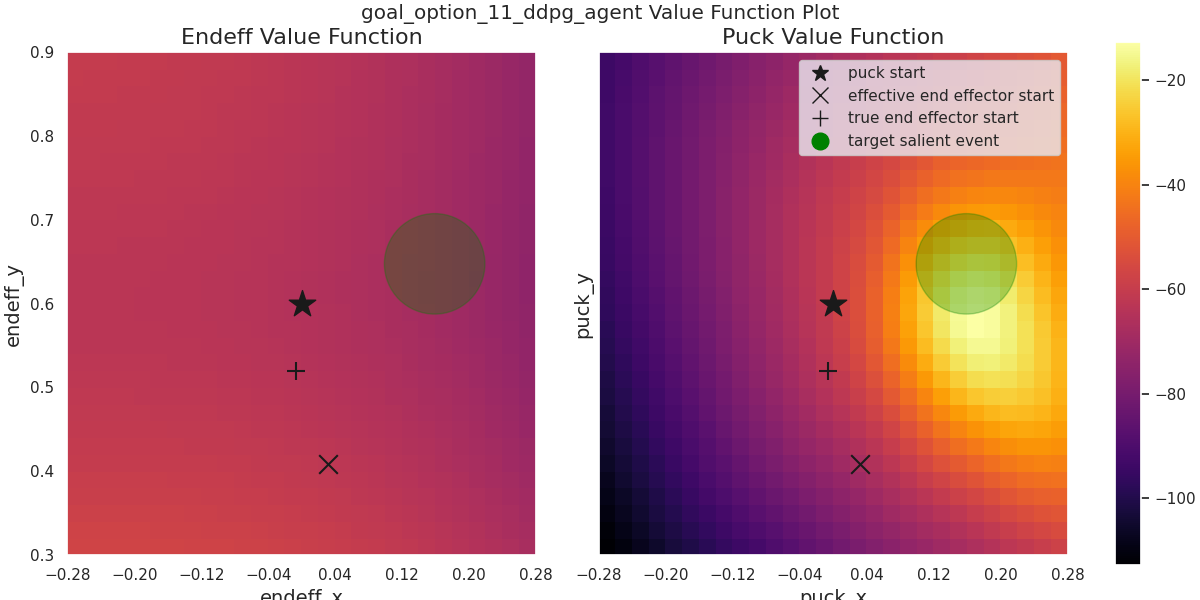 goal_option_11_ddpg_agent Value Function Plot
Endeff Value Function
Puck Value Function
puck start
effective end effector start
true end effector start
target salient event
0.9
0.8
0.7
0.6
0.5
0.4
0.3
endeff_y
−0.28 −0.20 −0.12 −0.04 0.04 0.12 0.20 0.28
endeff_x
puck_y
−0.28 −0.20 −0.12 −0.04 0.04 0.12 0.20 0.28
puck_x
−20
−40
−60
−80
−100